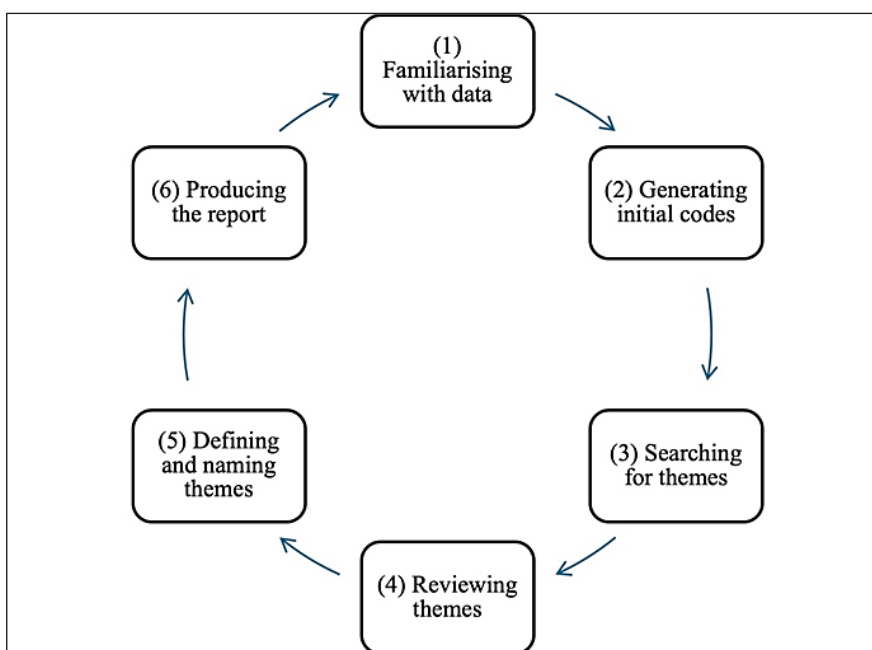 (1)
Familiarising
with data
(2) Generating
initial codes
(3) Searching
for themes
(4) Reviewing
themes
(5) Defining
and naming
themes
(6) Producing
the report